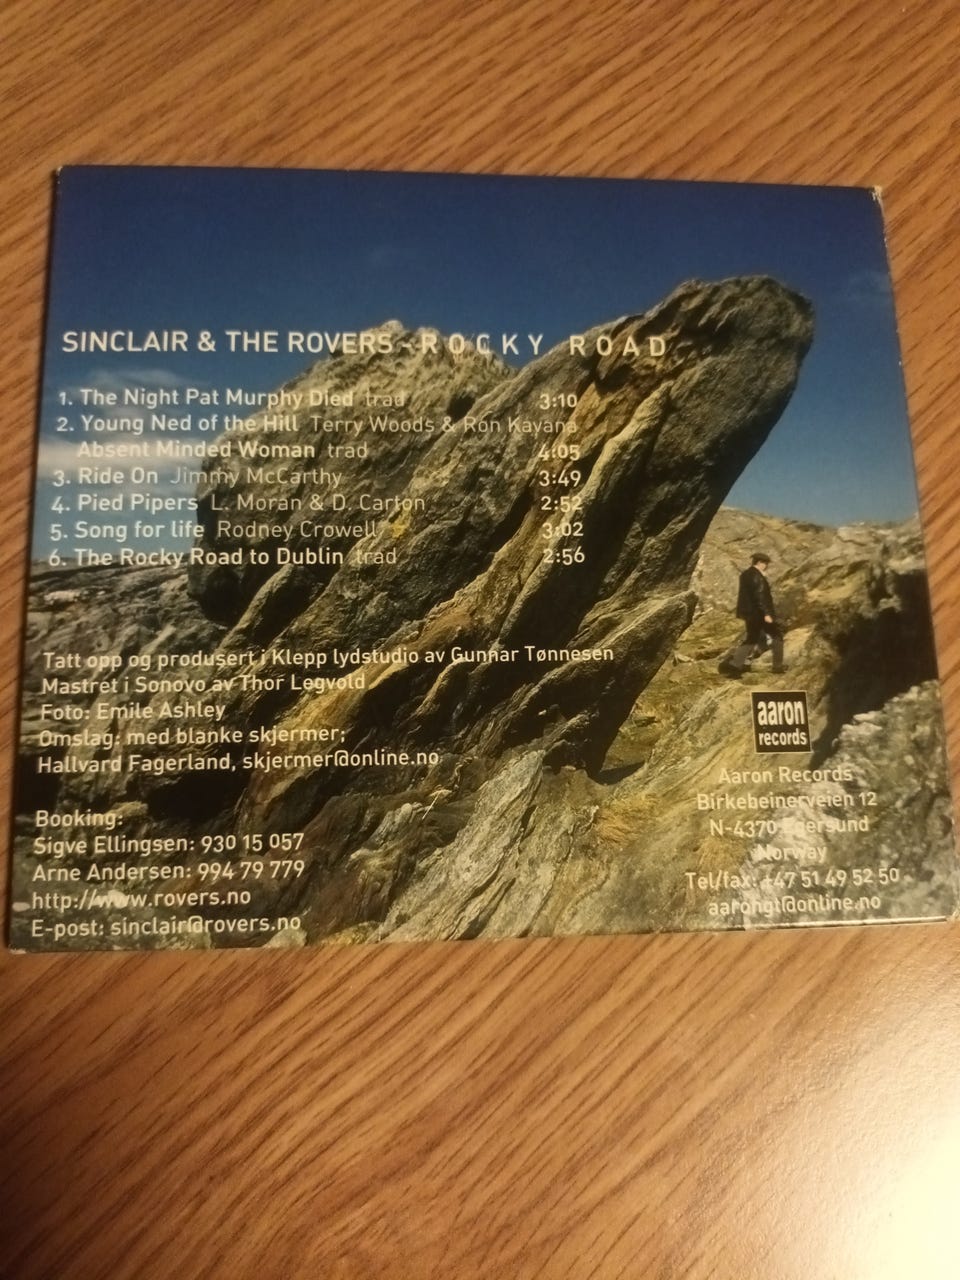 SINCLAIR & THE ROVERS - ROCKY ROAD
1. The Night Pat Murphy Died trad 3:10
2. Young Ned of the Hill Terry Woods & Ron Kavana
Absent Minded Woman trad 4:05
3. Ride On Jimmy McCarthy 3:49
4. Pied Pipers L. Moran & D. Carton 2:52
5. Song for life Rodney Crowell 3:02
6. The Rocky Road to Dublin trad 2:56
Tatt opp og produsert i Klepp lydstudio av Gunnar Tønnesen
Mastret i Sonovo av Thor Legvold
Foto: Emile Ashley
Omslag: med blanke skjermer;
Hallvard Fagerland, skjermer@online.no
Booking:
Sigve Ellingsen: 930 15 057
Arne Andersen: 994 79 779
http://www.rovers.no
E-post: sinclair@rovers.no
aaron
records
Aaron Records
Birkebeinerveien 12
N-4370 Egersund
Norway
Tel/fax: +47 51 49 52 50
aarongt@online.no